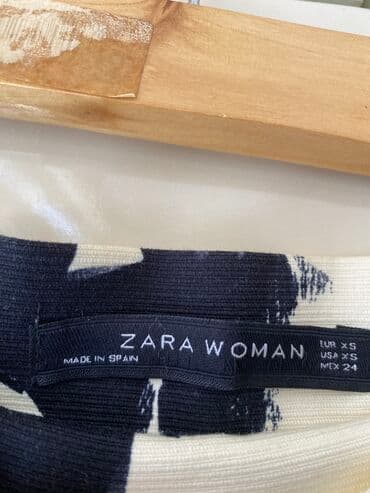 ZARA WOMAN
MADE IN SPAIN
EUR XS
USA XS
MEX 24